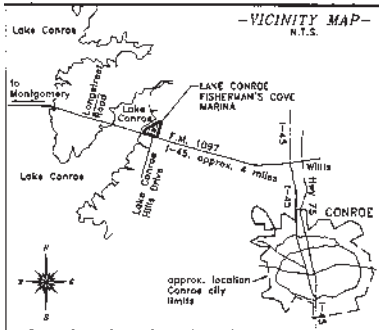 -VICINITY MAP-
N.T.S.
Lake Conroe
to
Montgomery
Longstreet
Road
Lake
Conroe
LAKE CONROE
FISHERMAN'S COVE
MARINA
F.M. 1097
I-45, approx. 4 miles
I-45
Willis
Lake Conroe
Lake Conroe
Hills Drive
I-45
Hwy 75
CONROE
approx. location
Conroe city
limits
I-45
S